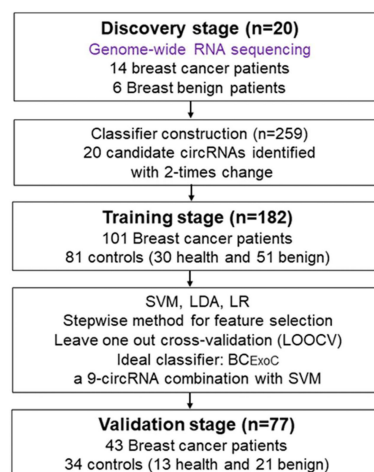 Discovery stage (n=20)
Genome-wide RNA sequencing
14 breast cancer patients
6 Breast benign patients
Classifier construction (n=259)
20 candidate circRNAs identified
with 2-times change
Training stage (n=182)
101 Breast cancer patients
81 controls (30 health and 51 benign)
SVM, LDA, LR
Stepwise method for feature selection
Leave one out cross-validation (LOOCV)
Ideal classifier: BCExoC
a 9-circRNA combination with SVM
Validation stage (n=77)
43 Breast cancer patients
34 controls (13 health and 21 benign)